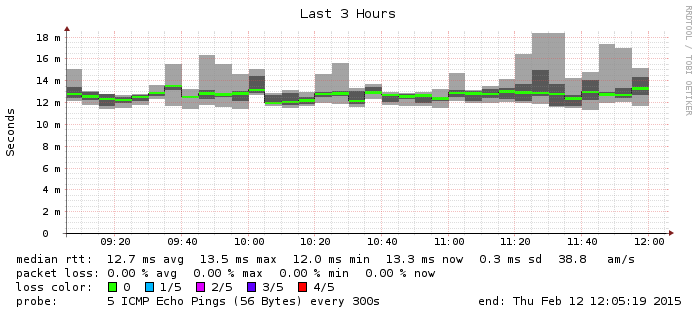 Last 3 Hours
RRDTOOL / TOBI OETIKER
Seconds
18 m
16 m
14 m
12 m
10 m
8 m
6 m
4 m
2 m
0
09:20 09:40 10:00 10:20 10:40 11:00 11:20 11:40 12:00
median rtt: 12.7 ms avg 13.5 ms max 12.0 ms min 13.3 ms now 0.3 ms sd 38.8 am/s
packet loss: 0.00 % avg 0.00 % max 0.00 % min 0.00 % now
loss color: 0 1/5 2/5 3/5 4/5
probe: 5 ICMP Echo Pings (56 Bytes) every 300s end: Thu Feb 12 12:05:19 2015